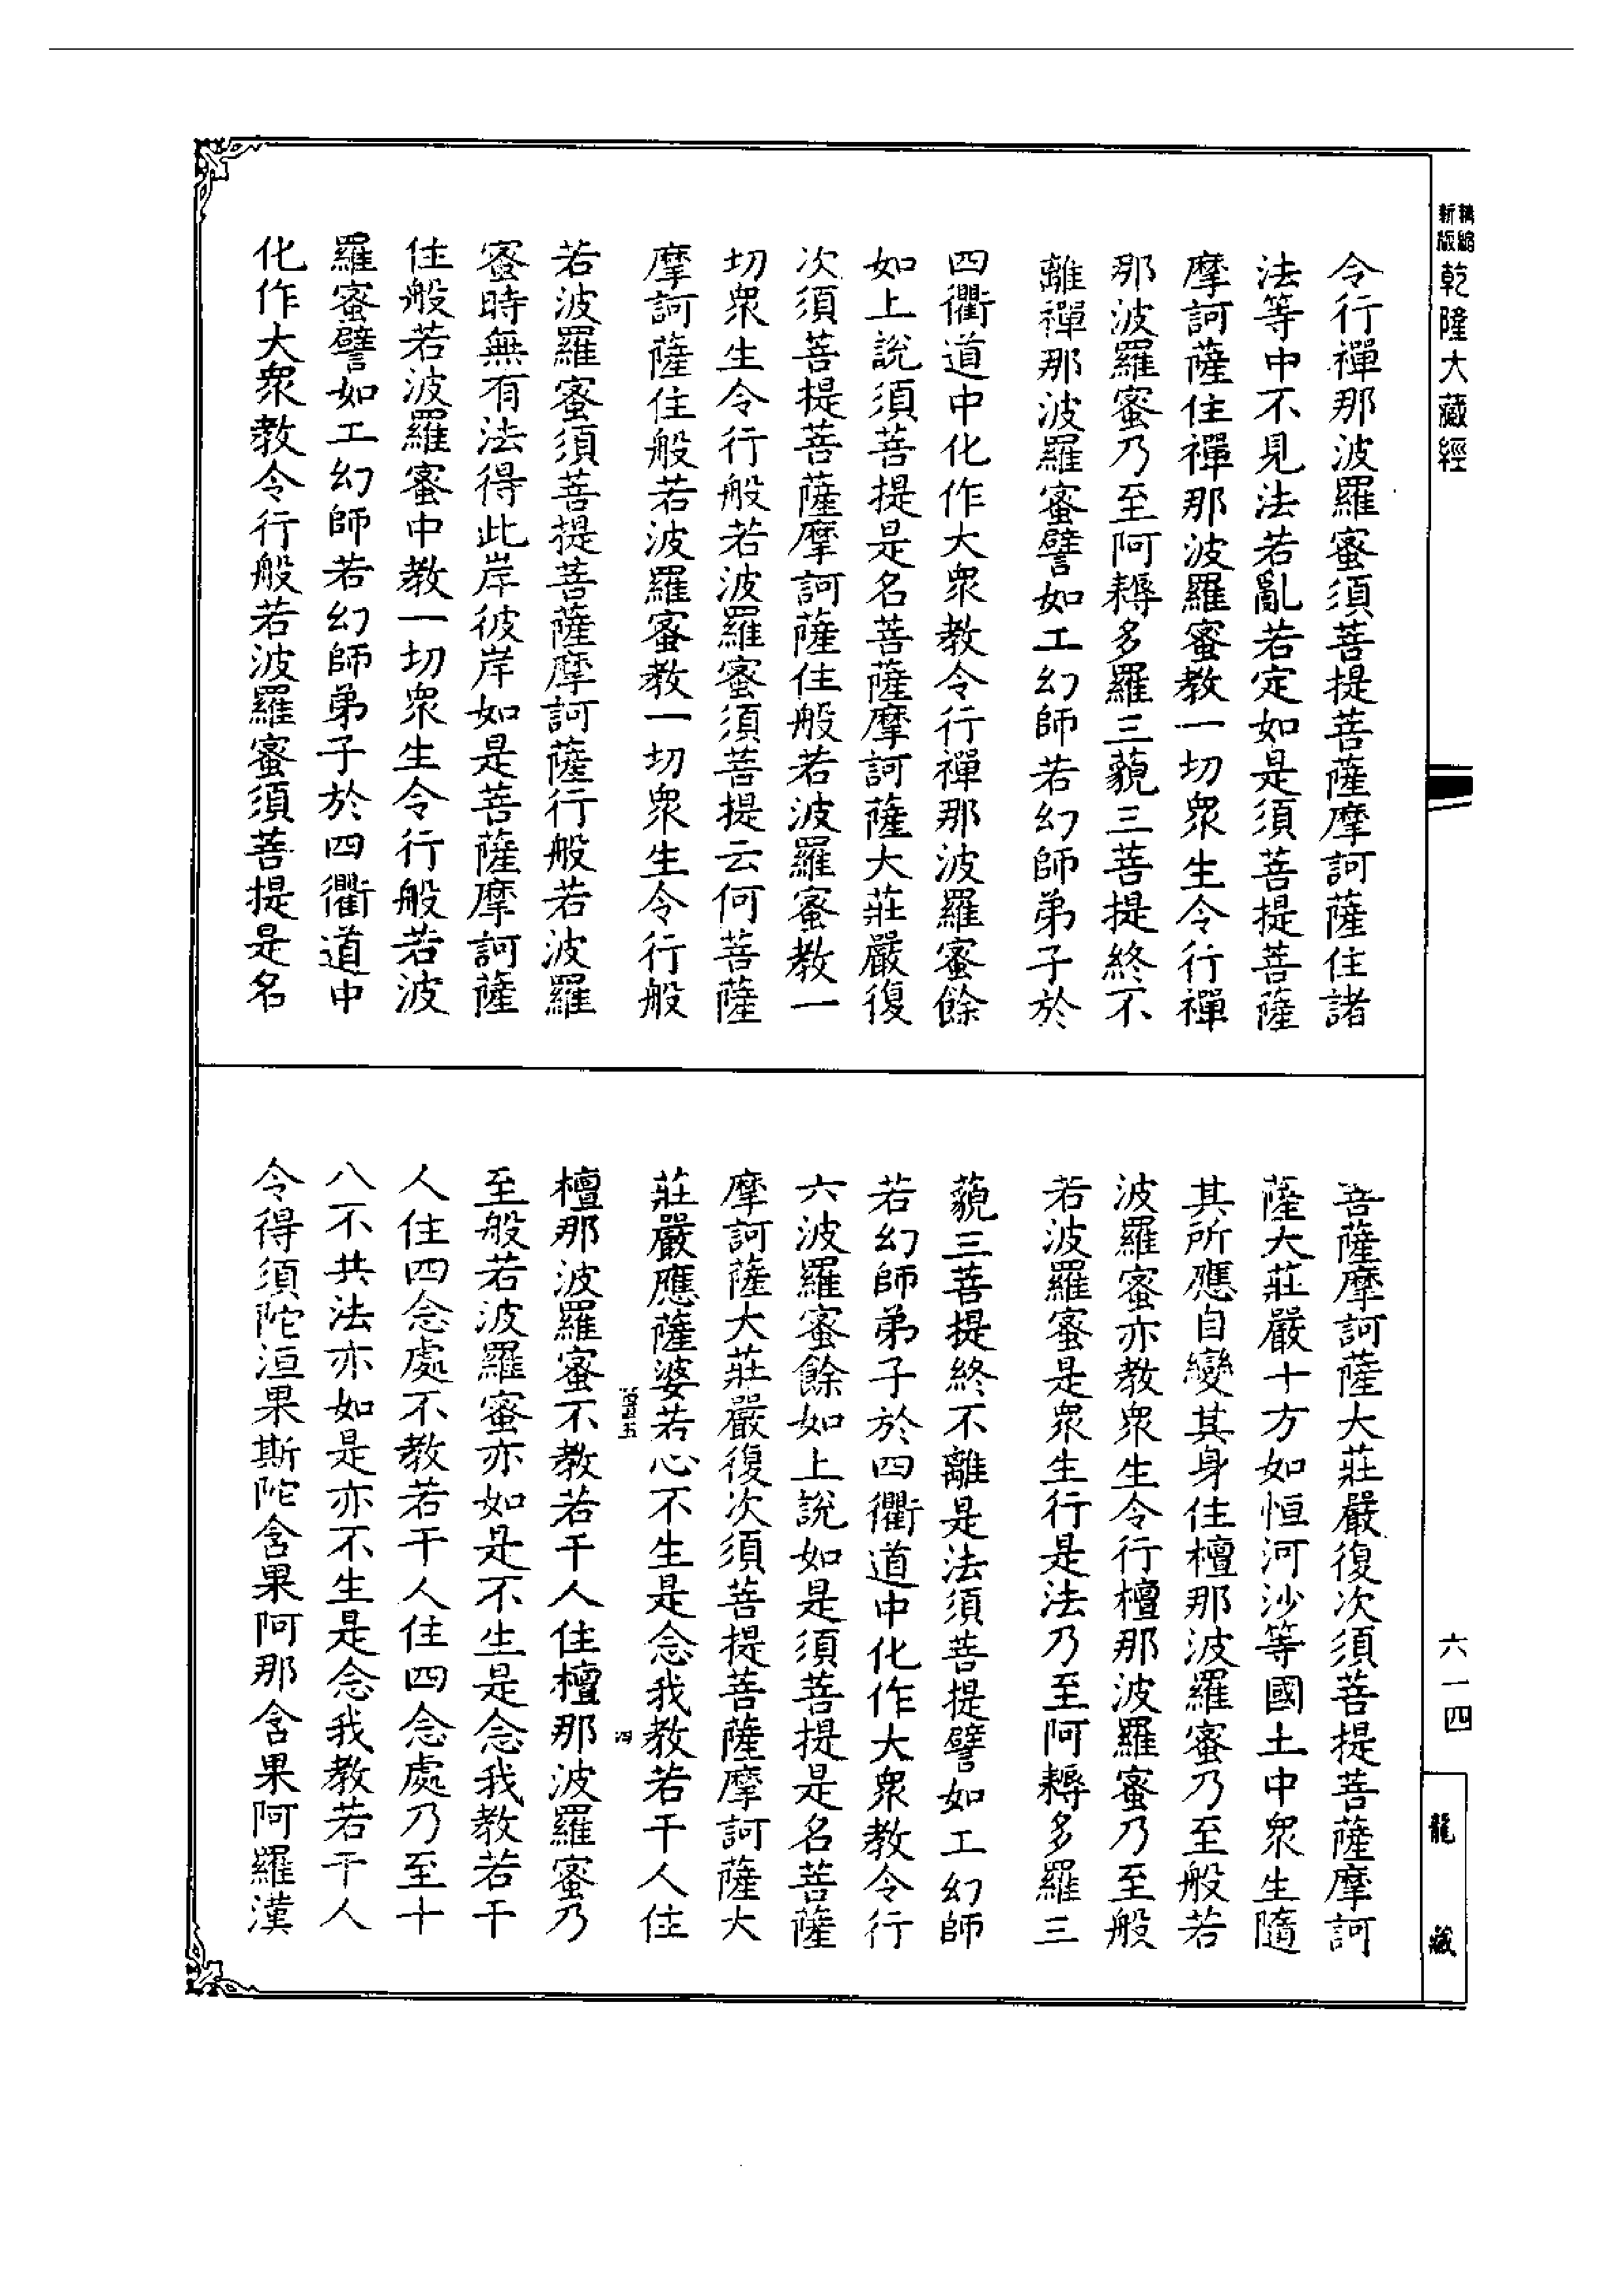 精縮
新版
乾隆大藏經
令行禪那波羅蜜須菩提菩薩摩訶薩住諸
法等中不見法若亂若定如是須菩提菩薩
摩訶薩住禪那波羅蜜教一切眾生令行禪
那波羅蜜乃至阿耨多羅三藐三菩提終不
離禪那波羅蜜譬如工幻師若幻師弟子於
四衢道中化作大眾教令行禪那波羅蜜餘
如上說須菩提是名菩薩摩訶薩大莊嚴復
次須菩提菩薩摩訶薩住般若波羅蜜教一
切眾生令行般若波羅蜜須菩提云何菩薩
摩訶薩住般若波羅蜜教一切眾生令行般
若波羅蜜須菩提菩薩摩訶薩行般若波羅
蜜時無有法得此岸彼岸如是菩薩摩訶薩
住般若波羅蜜中教一切眾生令行般若波
羅蜜譬如工幻師若幻師弟子於四衢道中
化作大眾教令行般若波羅蜜須菩提是名
菩薩摩訶薩大莊嚴復次須菩提菩薩摩訶
薩大莊嚴十方如恒河沙等國土中眾生隨
其所應自變其身住檀那波羅蜜乃至般若
波羅蜜亦教眾生令行檀那波羅蜜乃至般
若波羅蜜是眾生行是法乃至阿耨多羅三
藐三菩提終不離是法須菩提譬如工幻師
若幻師弟子於四衢道中化作大眾教令行
六波羅蜜餘如上說如是須菩提是名菩薩
摩訶薩大莊嚴復次須菩提菩薩摩訶薩大
莊嚴應薩婆若心不生是念我教若干人住
四
檀那波羅蜜不教若干人住檀那波羅蜜乃
至般若波羅蜜亦如是不生是念我教若干
人住四念處不教若干人住四念處乃至十
八不共法亦如是亦不生是念我教若干人
令得須陀洹果斯陀含果阿那含果阿羅漢
六一四
龍藏